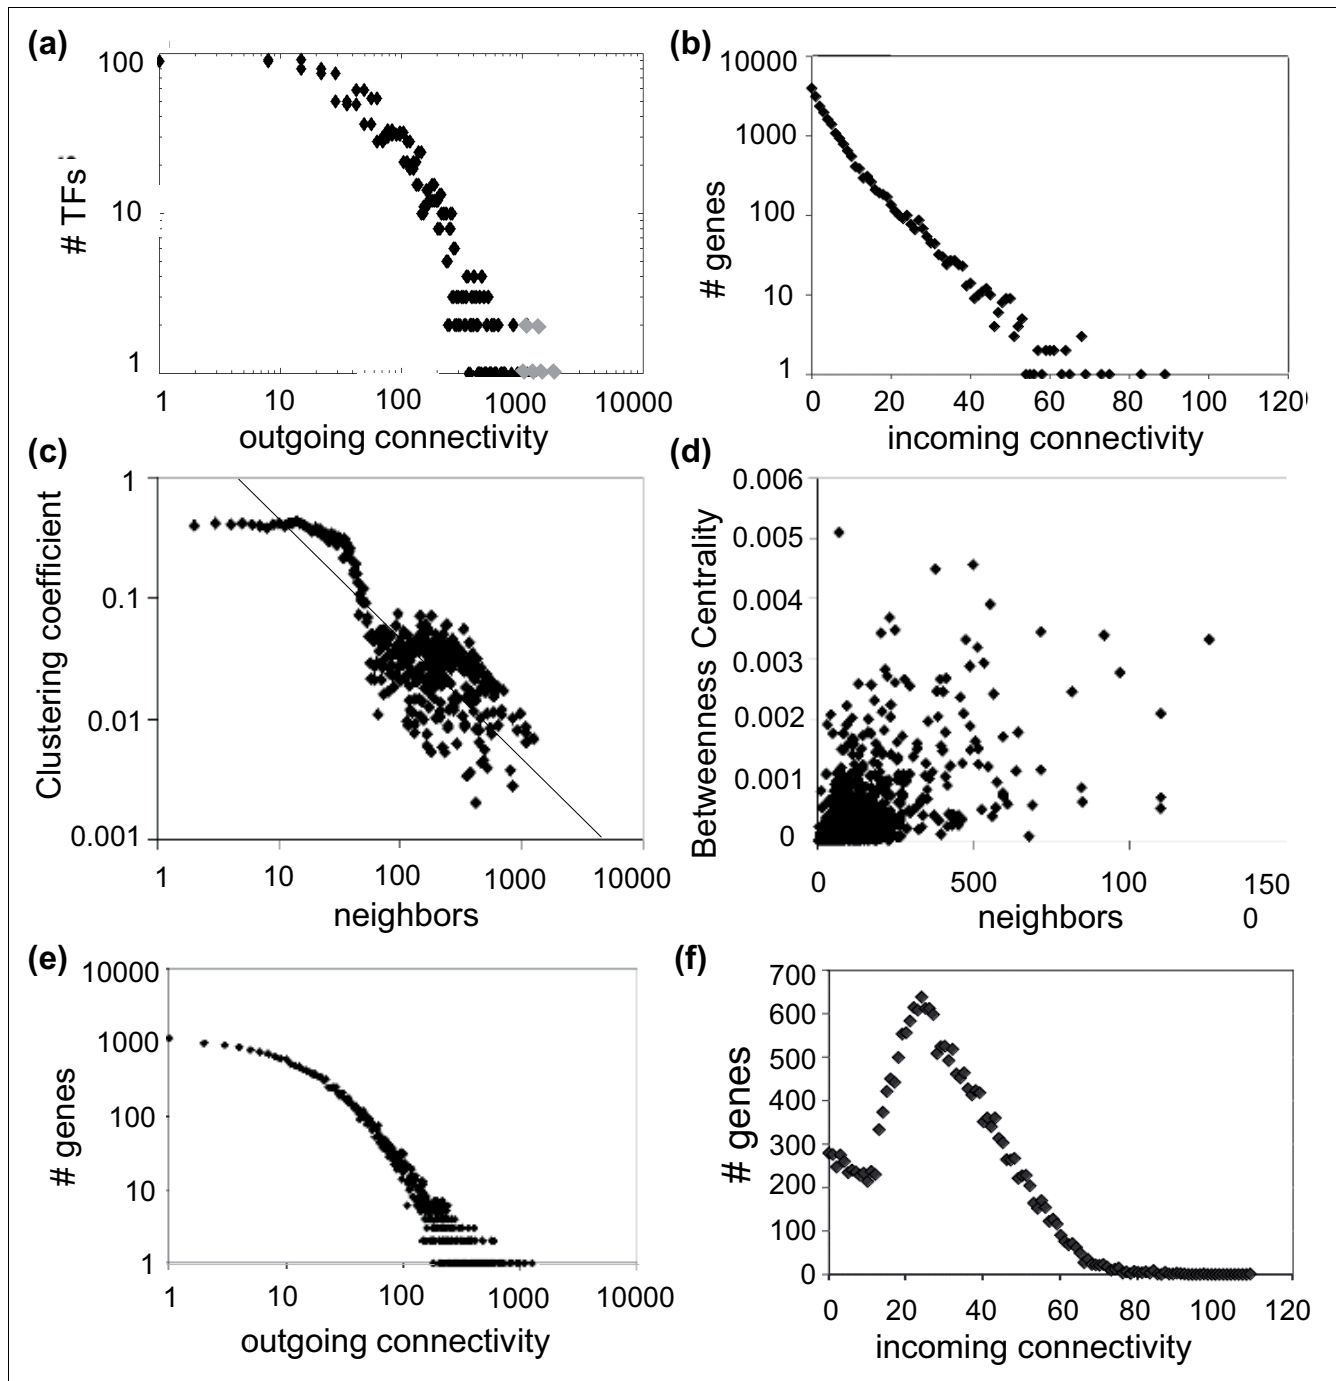 (a)
100
10
1
# TFs
1 10 100 1000 10000
outgoing connectivity
(b)
10000
1000
100
10
1
# genes
0 20 40 60 80 100 120
incoming connectivity
(c)
1
0.1
0.01
0.001
Clustering coefficient
1 10 100 1000 10000
neighbors
(d)
0.006
0.005
0.004
0.003
0.002
0.001
0
Betweenness Centrality
0 500 100 150
0
neighbors
(e)
10000
1000
100
10
1
# genes
1 10 100 1000 10000
outgoing connectivity
(f)
700
600
500
400
300
200
100
0
# genes
0 20 40 60 80 100 120
incoming connectivity